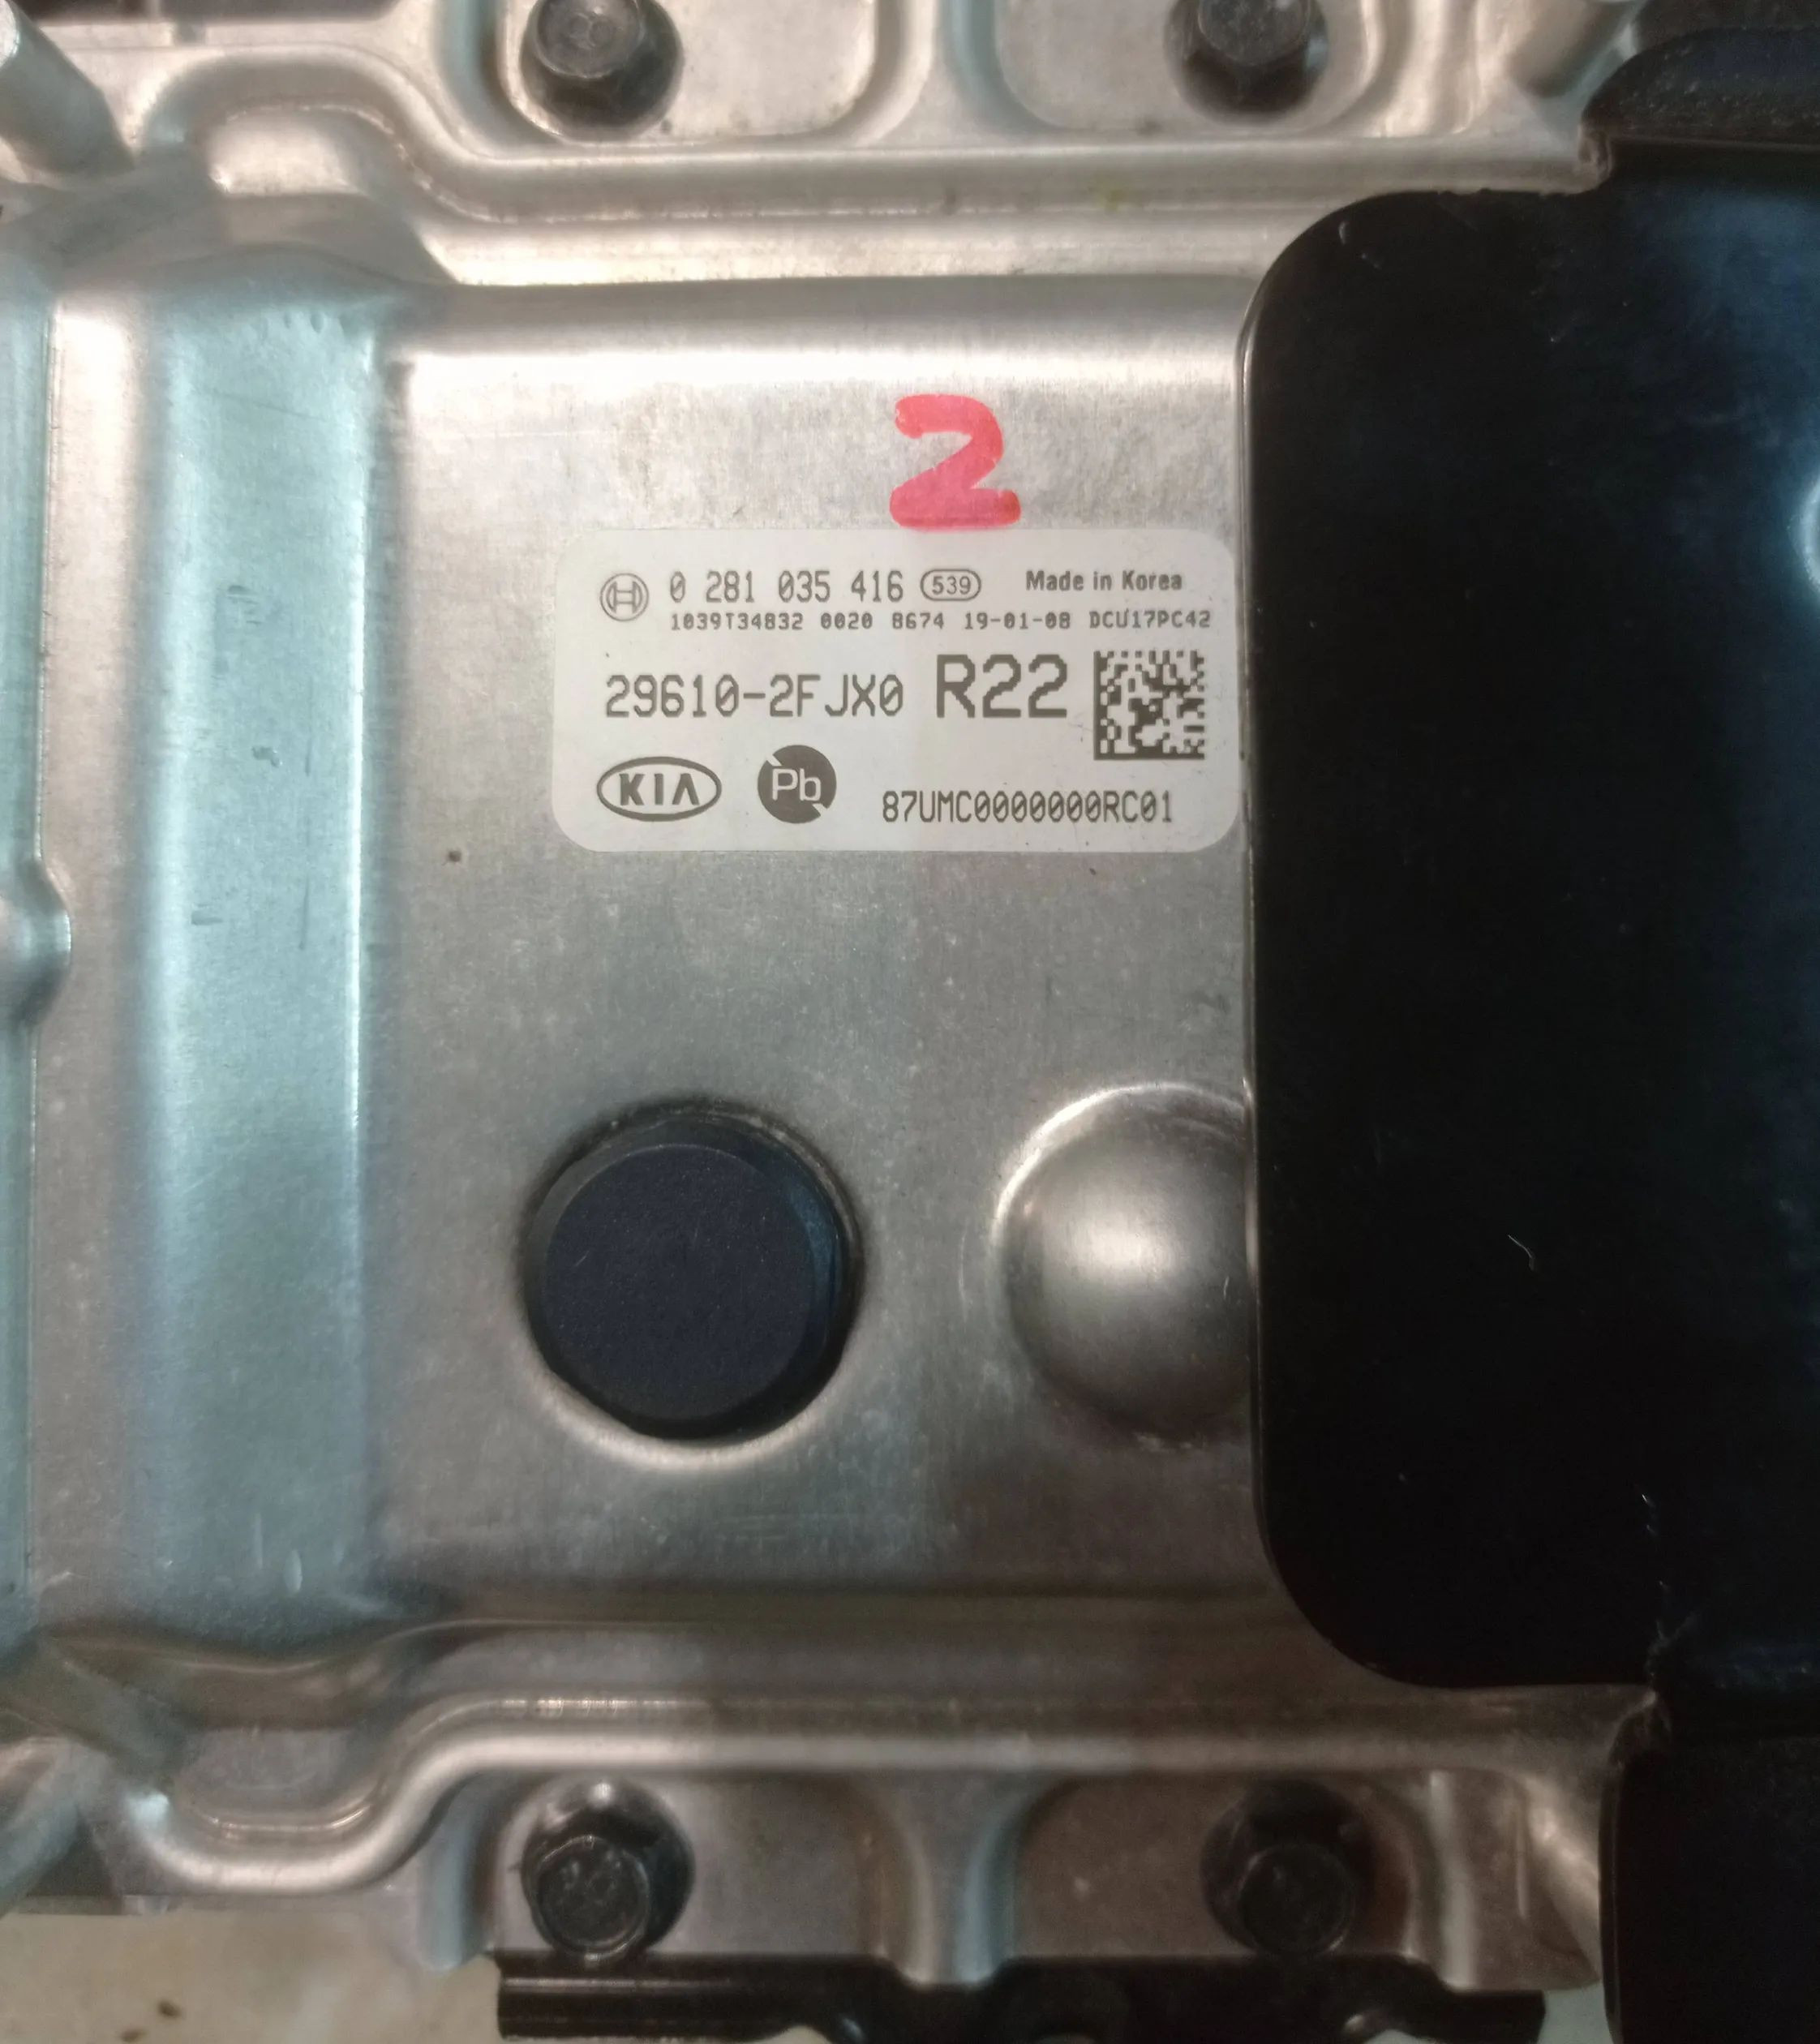 2
0 281 035 416 539 Made in Korea
1039T34832 0020 8674 19-01-08 DCU17PC42
29610-2FJX0 R22
KIA Pb 87UMC0000000RC01